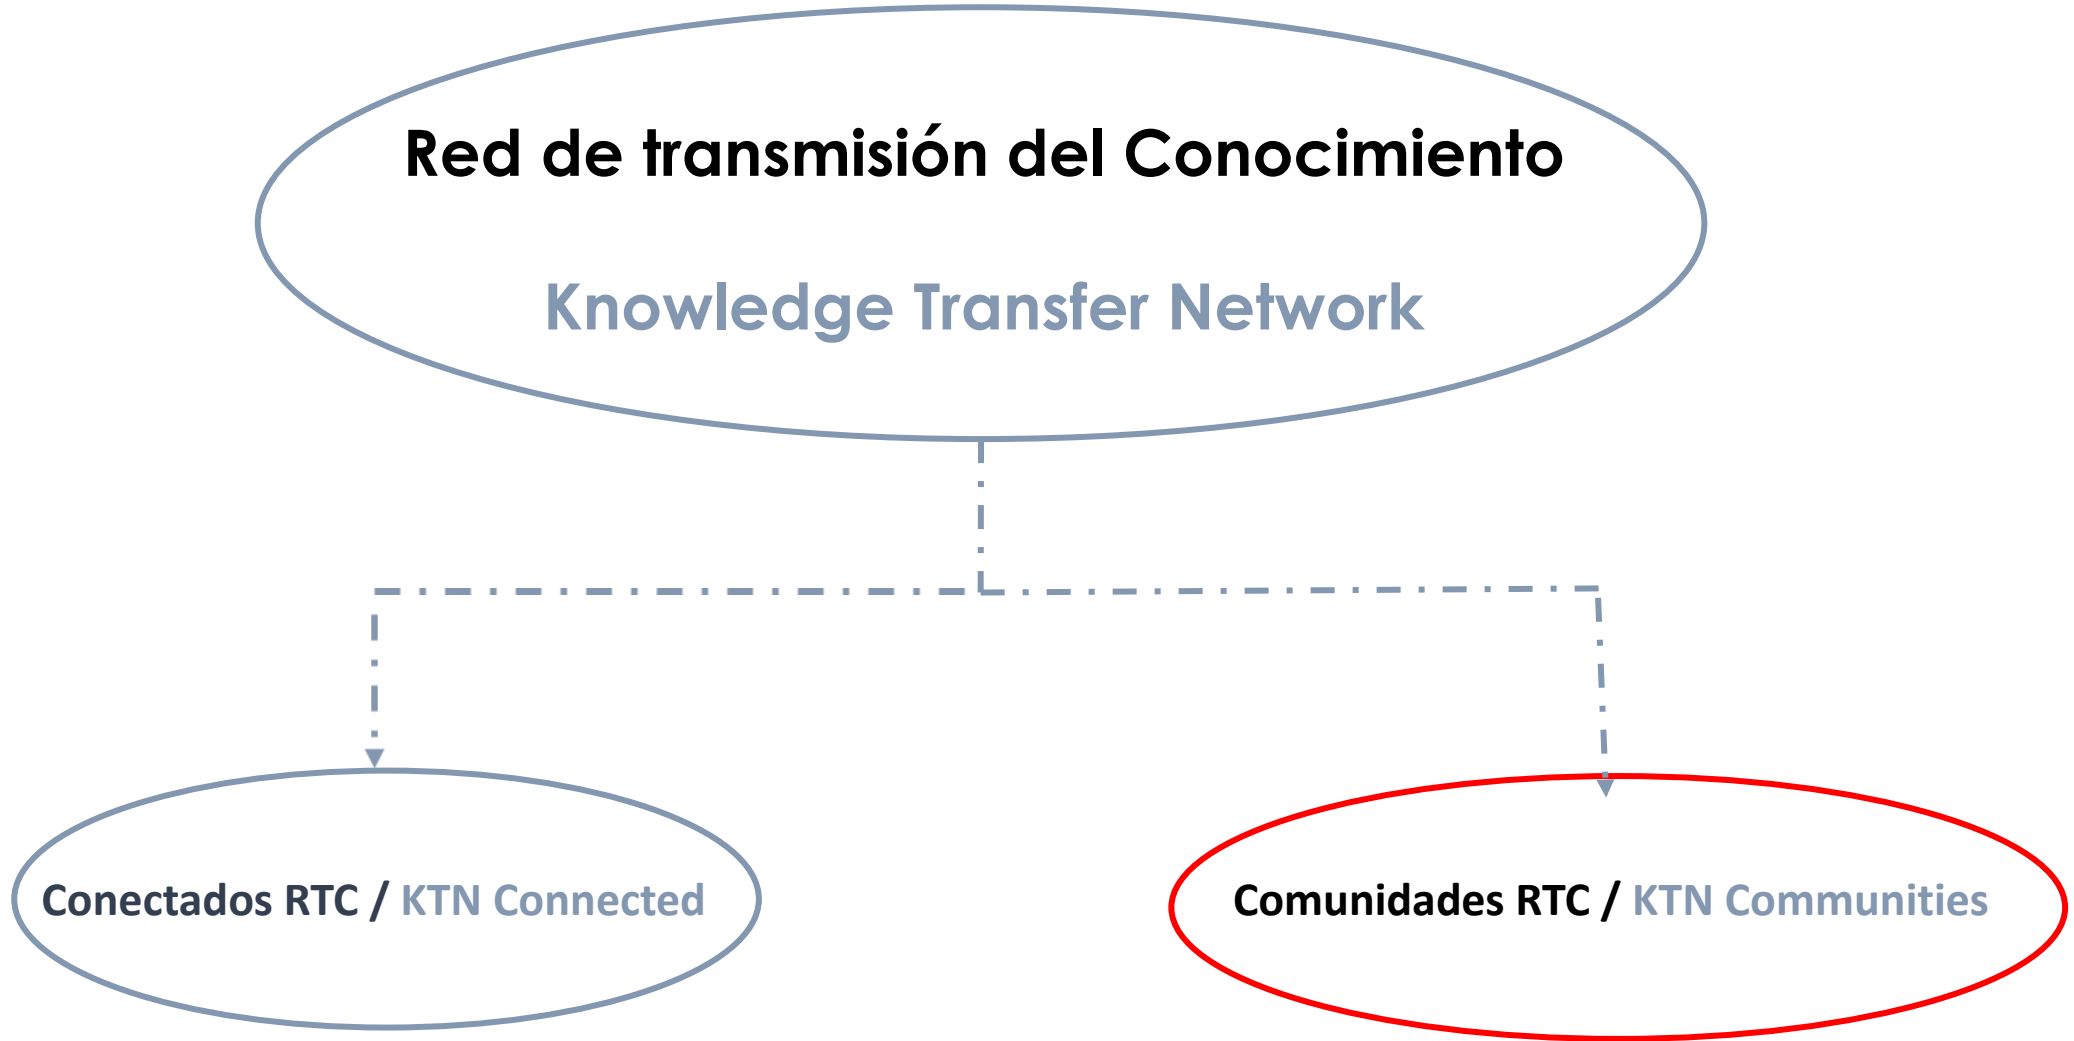 Red de transmisión del Conocimiento
Knowledge Transfer Network
Conectados RTC / KTN Connected
Comunidades RTC / KTN Communities